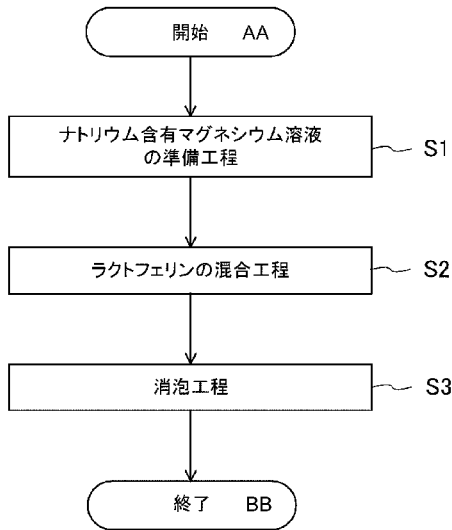 開始 AA
ナトリウム含有マグネシウム溶液
の準備工程
S1
ラクトフェリンの混合工程
S2
消泡工程
S3
終了 BB